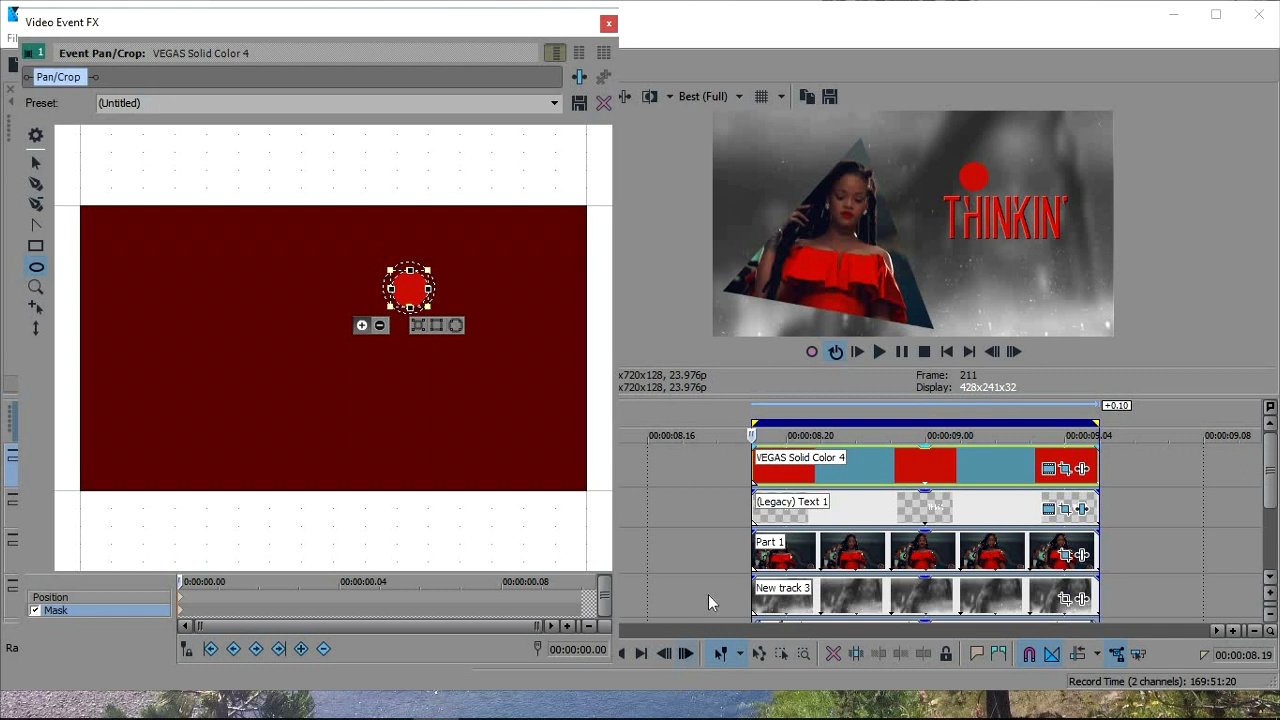 Video Event FX
x
Fil
1
Event Pan/Crop: VEGAS Solid Color 4
Pan/Crop
Preset:
(Untitled)
Best (Full)
THINKIN'
x720x128, 23.976p
x720x128, 23.976p
Frame: 211
Display: 428x241x32
+0.10
00:00:08.16
00:00:08.20
00:00:09.00
00:00:09.04
00:00:09.08
VEGAS Solid Color 4
(Legacy) Text 1
Part 1
New track 3
0:00:00.00
00:00:00.04
00:00:00.08
Position
Mask
Ra
00:00:00.00
00:00:08.19
Record Time (2 channels): 169:51:20